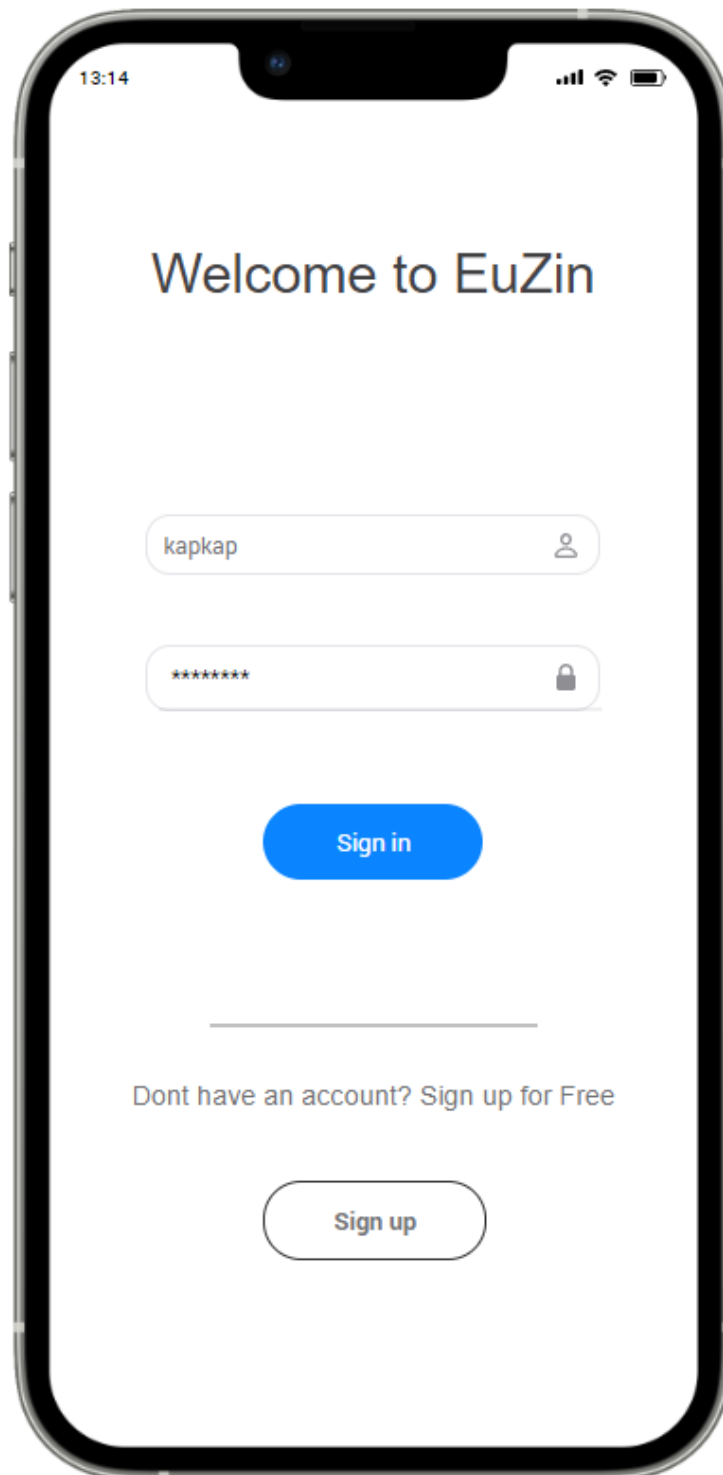 13:14
Welcome to EuZin
kapkap
********
Sign in
Dont have an account? Sign up for Free
Sign up